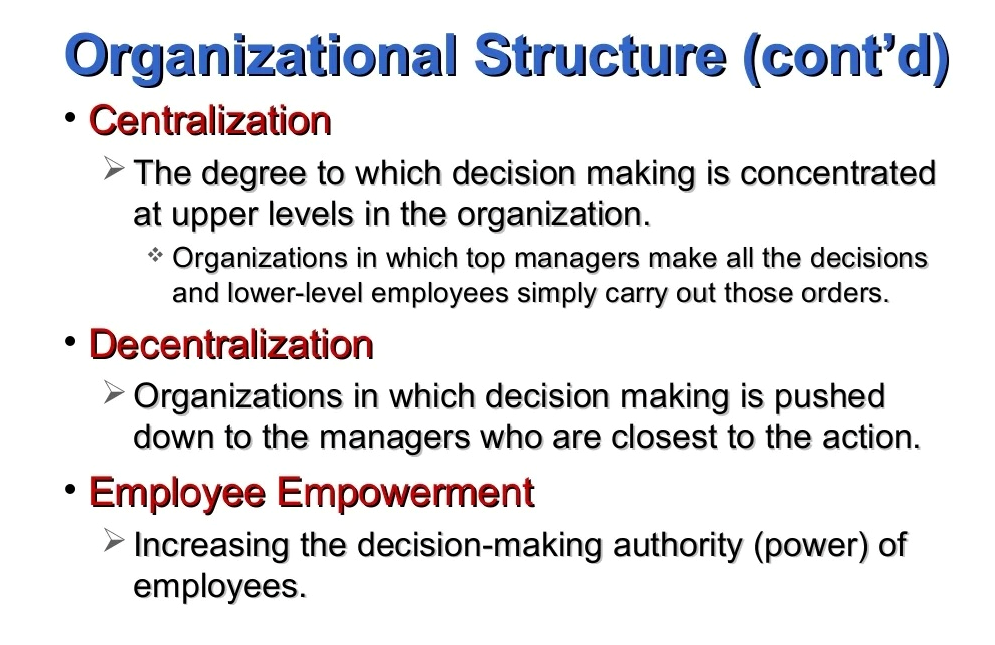 Organizational Structure (cont’d)
• Centralization
➢ The degree to which decision making is concentrated
at upper levels in the organization.
❖ Organizations in which top managers make all the decisions
and lower-level employees simply carry out those orders.
• Decentralization
➢ Organizations in which decision making is pushed
down to the managers who are closest to the action.
• Employee Empowerment
➢ Increasing the decision-making authority (power) of
employees.